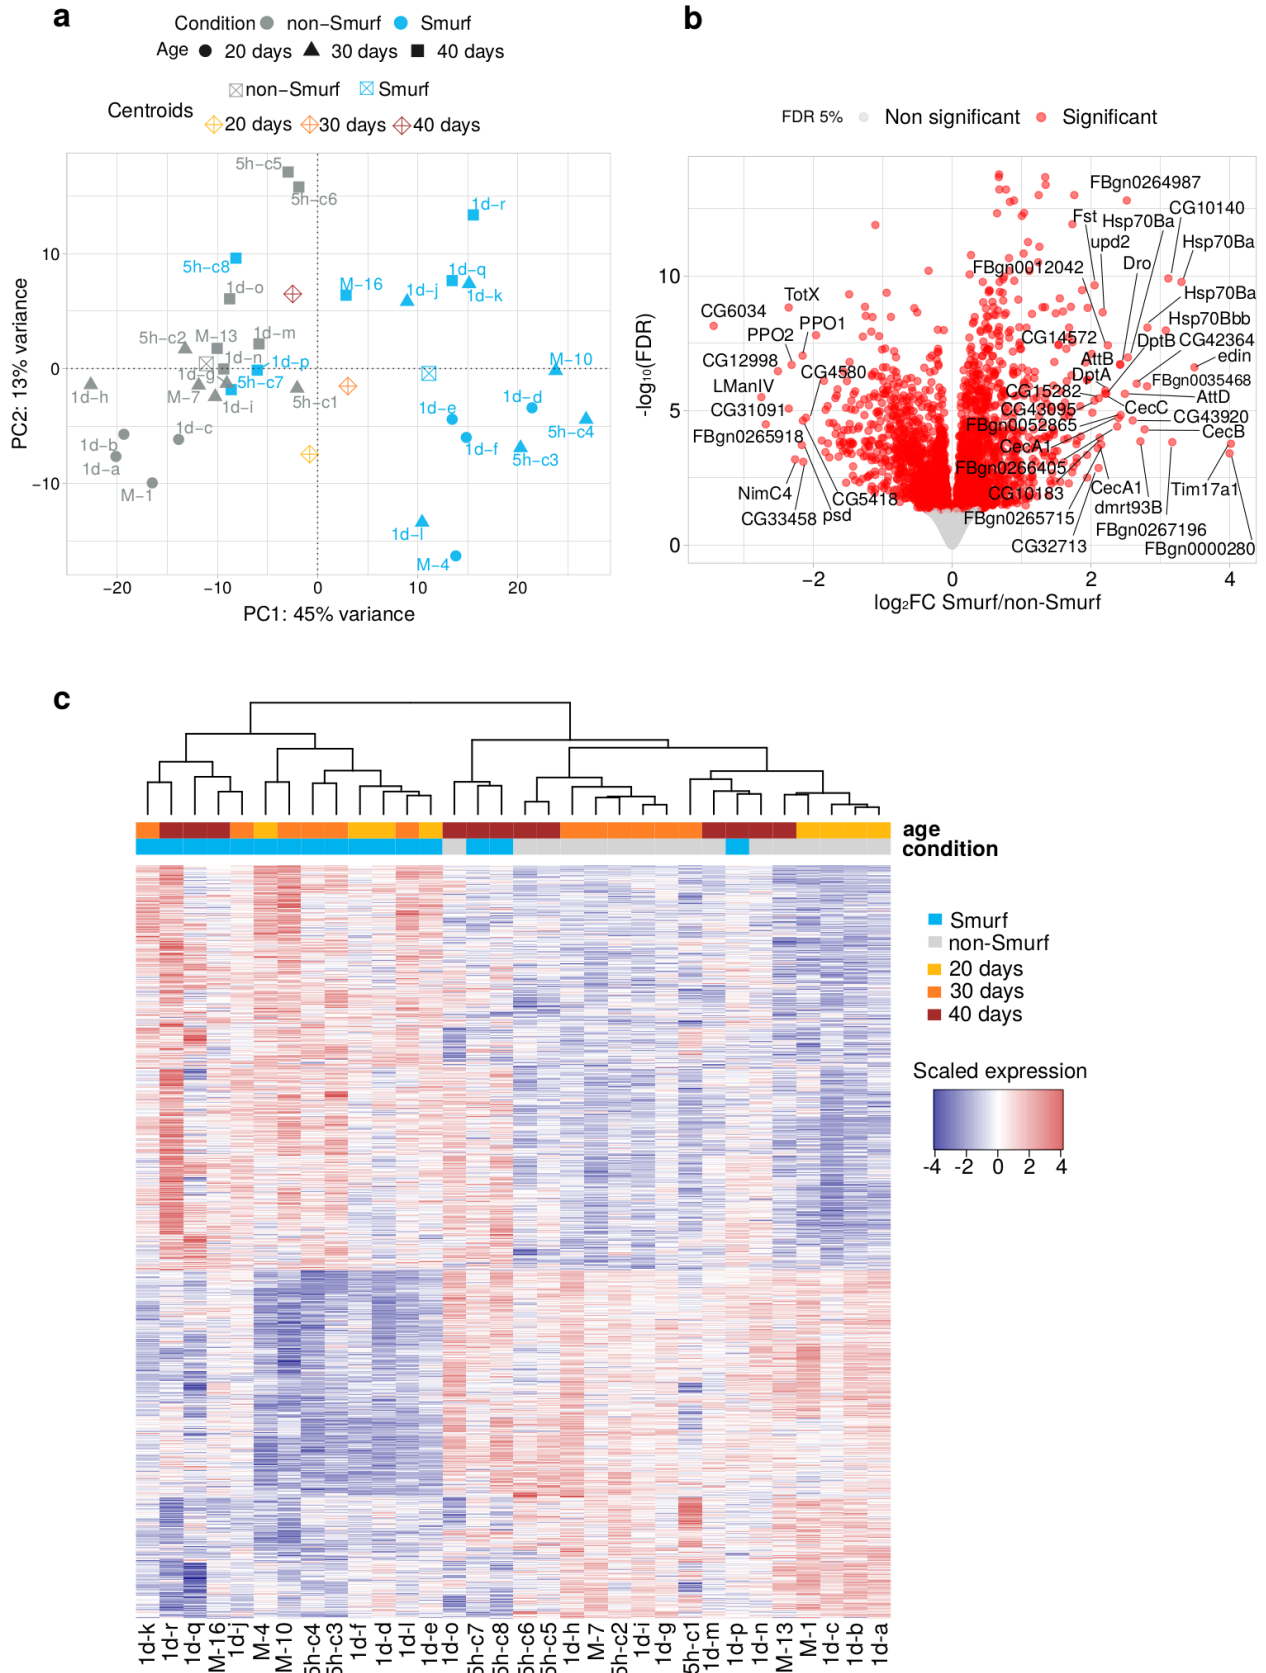 a
Condition non−Smurf Smurf
Age 20 days 30 days 40 days
non−Smurf Smurf
Centroids
20 days 30 days 40 days
5h−c5
5h−c6
1d−r
5h−c8
1d−o
M−16
1d−q
1d−j
1d−k
5h−c2
M−13
1d−m
1d−n
1d−p
1d−g
5h−c7
M−10
1d−h
M−7
1d−i
5h−c1
1d−e
1d−d
1d−c
1d−b
1d−a
1d−f
5h−c4
5h−c3
M−1
1d−l
M−4
10
0
−10
−20 −10 0 20
PC1: 45% variance
PC2: 13% variance
b
FDR 5% Non significant Significant
FBgn0264987
Fst
Hsp70Ba
CG10140
upd2
Hsp70Ba
FBgn0012042
Dro
TotX
Hsp70Ba
CG6034
PPO1
Hsp70Bbb
PPO2
CG14572
DptB
CG42364
CG12998
AttB
edin
CG4580
DptA
FBgn0035468
LManIV
CG15282
AttD
CG31091
CG43095
CecC
CG43920
FBgn0265918
FBgn0052865
CecB
CecA1
FBgn0266405
NimC4
CG5418
CG10183
CecA1
Tim17a1
CG33458
psd
FBgn0265715
dmrt93B
FBgn0267196
CG32713
FBgn0000280
10
5
0
−2 0 2 4
log₂FC Smurf/non-Smurf
-log₁₀(FDR)
c
age
condition
Smurf
non-Smurf
20 days
30 days
40 days
Scaled expression
-4 -2 0 2 4
1d-k
1d-r
1d-q
M-16
1d-j
M-4
M-10
5h-c4
5h-c3
1d-f
1d-d
1d-l
1d-e
1d-o
5h-c7
5h-c8
5h-c6
5h-c5
1d-h
M-7
5h-c2
1d-i
1d-g
5h-c1
1d-m
1d-p
1d-n
M-13
M-1
1d-c
1d-b
1d-a